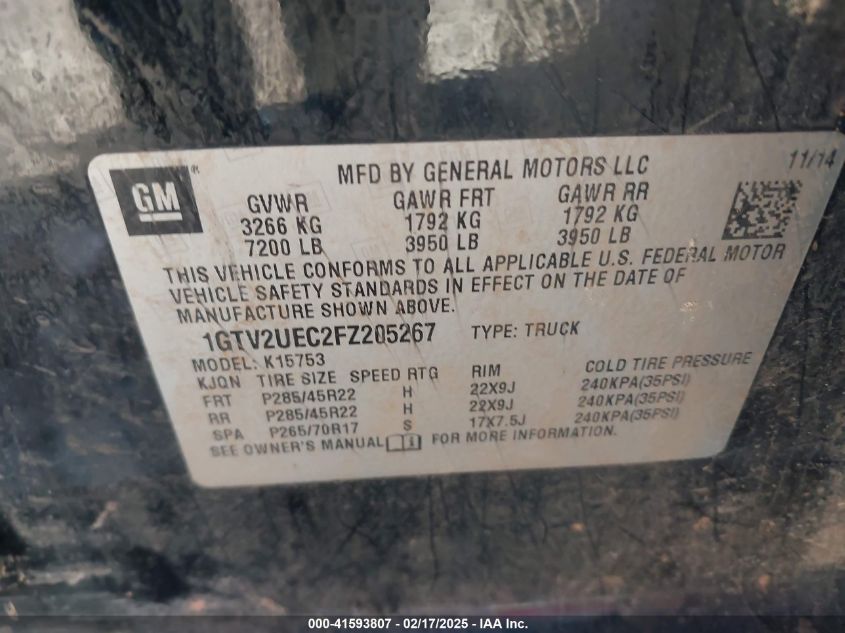 MFD BY GENERAL MOTORS LLC 11/14
GM
GVWR GAWR FRT GAWR RR
3266 KG 1792 KG 1792 KG
7200 LB 3950 LB 3950 LB
THIS VEHICLE CONFORMS TO ALL APPLICABLE U.S. FEDERAL MOTOR
VEHICLE SAFETY STANDARDS IN EFFECT ON THE DATE OF
MANUFACTURE SHOWN ABOVE.
1GTV2UEC2FZ205267 TYPE: TRUCK
MODEL: K15753
KJQN TIRE SIZE SPEED RTG RIM COLD TIRE PRESSURE
FRT P285/45R22 H 22X9J 240KPA(35PSI)
RR P285/45R22 H 22X9J 240KPA(35PSI)
SPA P265/70R17 S 17X7.5J 240KPA(35PSI)
SEE OWNER'S MANUAL FOR MORE INFORMATION.
000-41593807 - 02/17/2025 - IAA Inc.